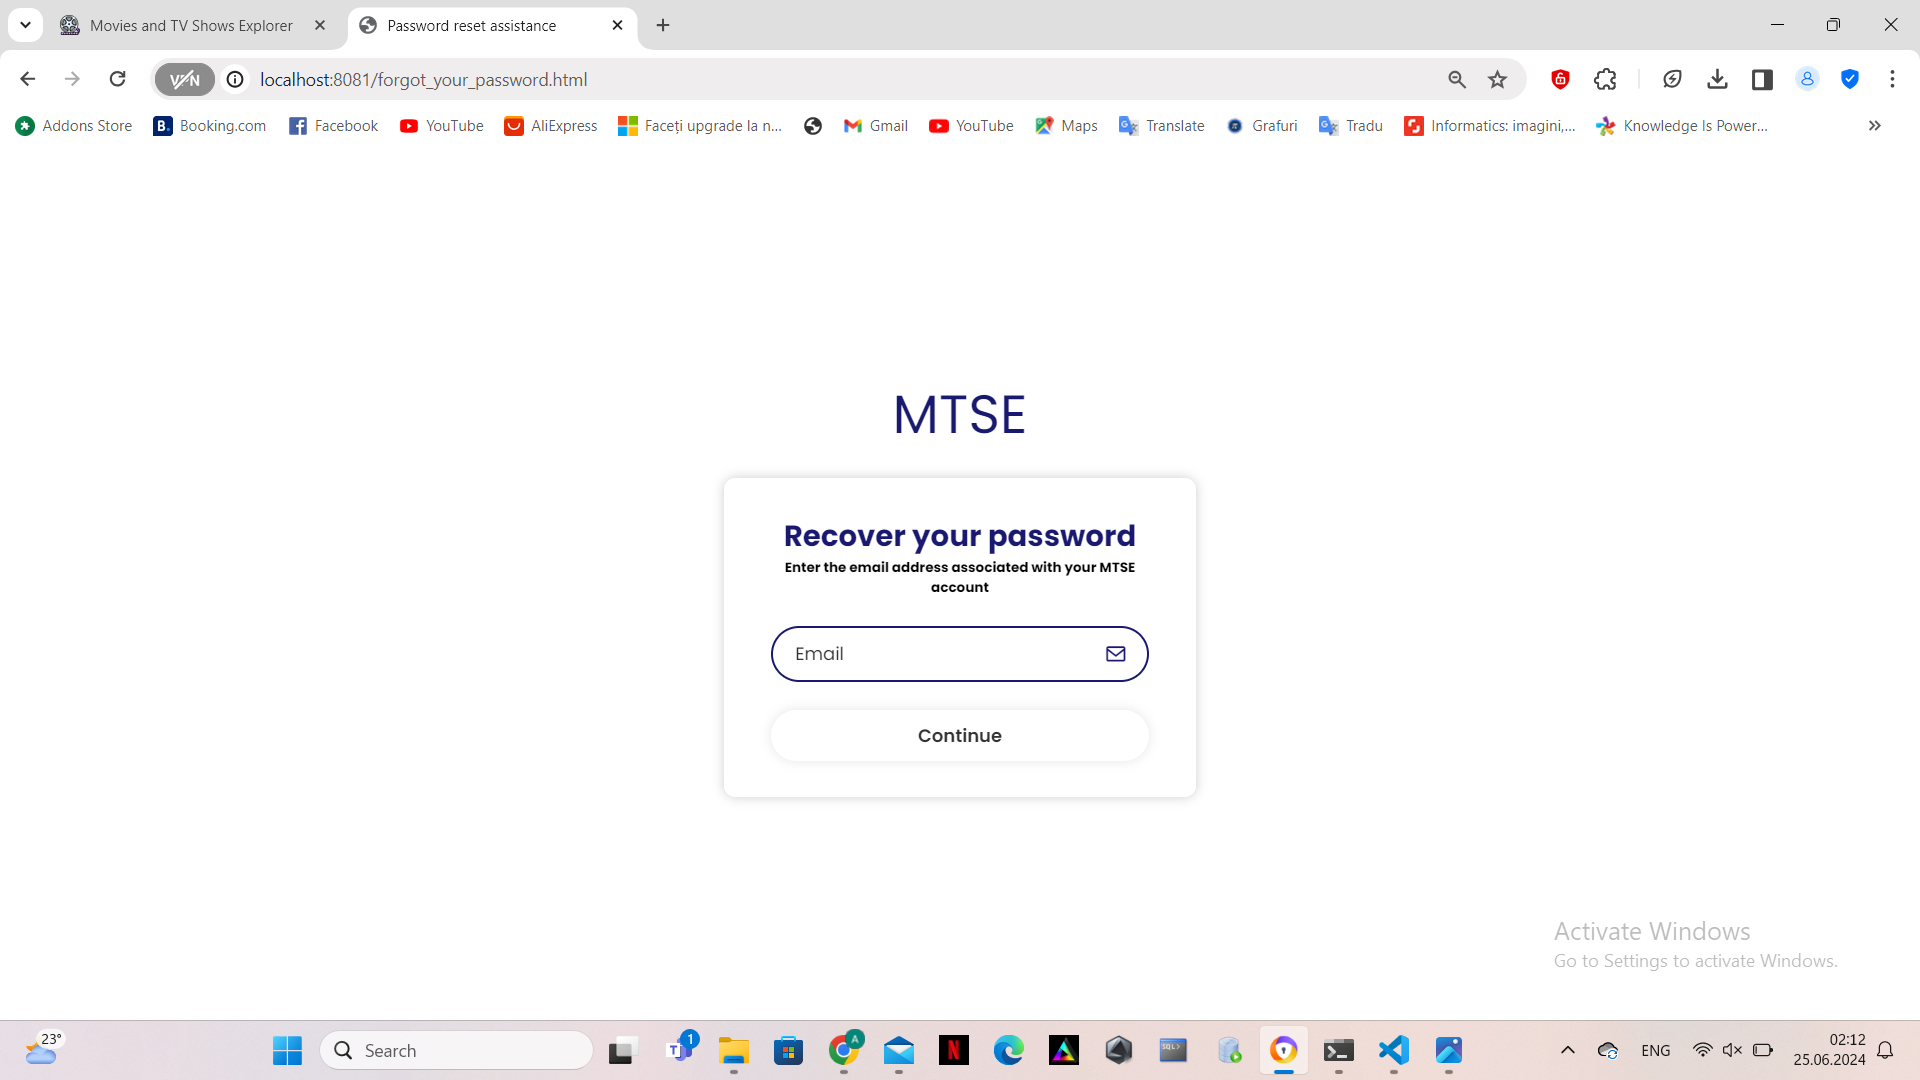 Movies and TV Shows Explorer
Password reset assistance
VPN
localhost:8081/forgot_your_password.html
Addons Store
B.
Booking.com
Facebook
YouTube
AliExpress
Faceți upgrade la n...
Gmail
YouTube
Maps
Translate
Grafuri
Tradu
Informatics: imagini,...
Knowledge Is Power...
MTSE
Recover your password
Enter the email address associated with your MTSE
account
Email
Continue
Activate Windows
Go to Settings to activate Windows.
23°
Search
1
A
N
SQL>
ENG
02:12
25.06.2024